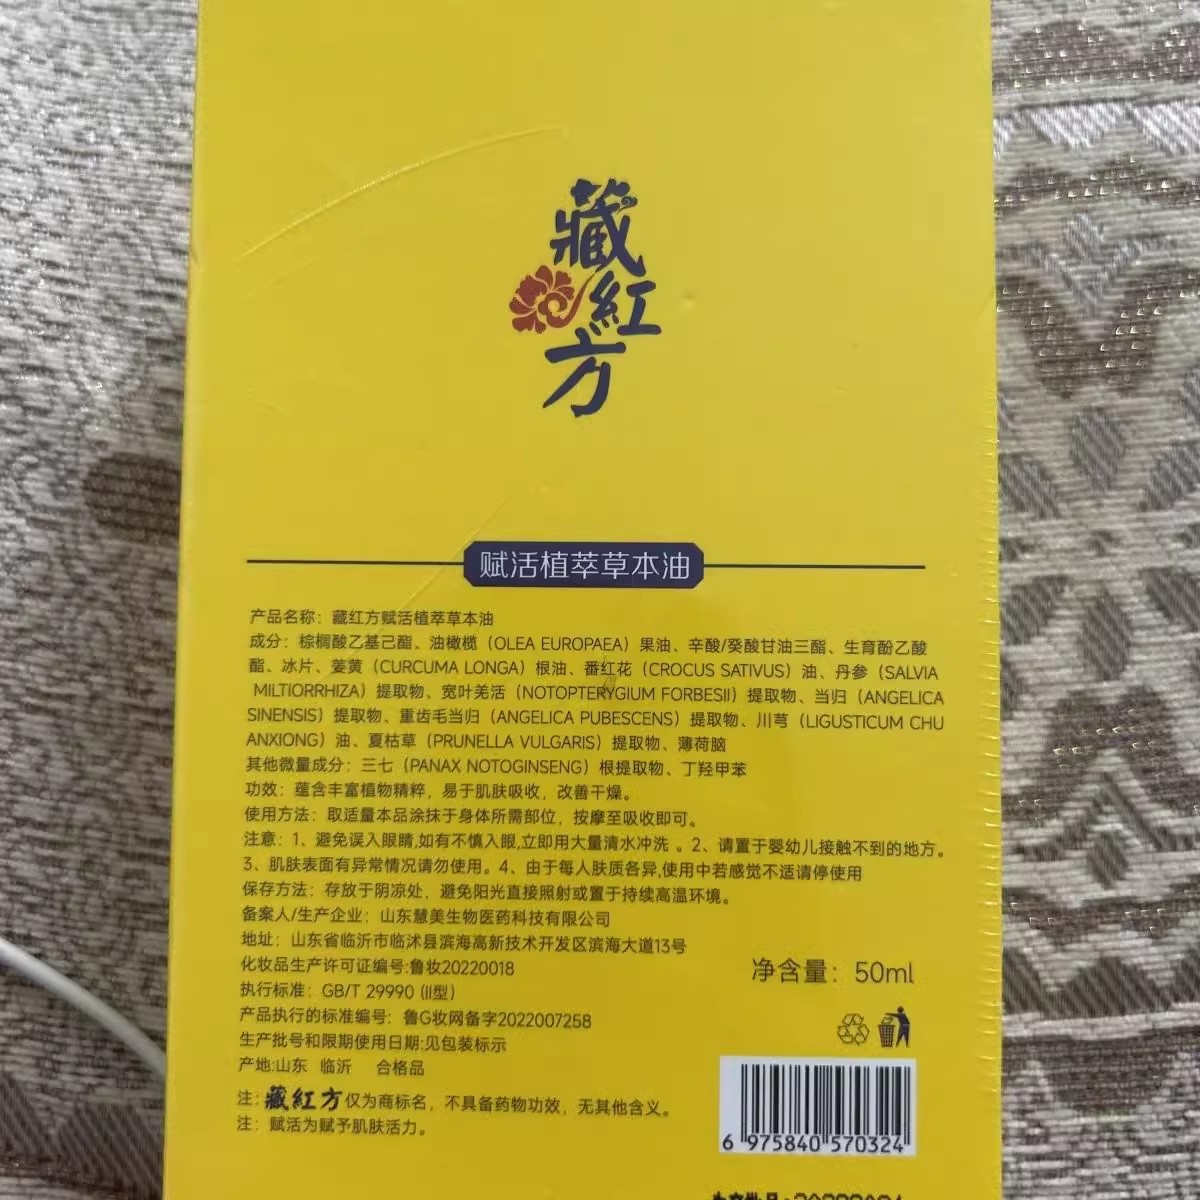 藏
紅
方
赋活植萃草本油
产品名称：藏红方赋活植萃草本油
成分：棕榈酸乙基己酯、油橄榄（OLEA EUROPAEA）果油、辛酸/癸酸甘油三酯、生育酚乙酸
酯、冰片、姜黄（CURCUMA LONGA）根油、番红花（CROCUS SATIVUS）油、丹参（SALVIA
MILTIORRHIZA）提取物、宽叶羌活（NOTOPTERYGIUM FORBESII）提取物、当归（ANGELICA
SINENSIS）提取物、重齿毛当归（ANGELICA PUBESCENS）提取物、川芎（LIGUSTICUM CHU
ANXIONG）油、夏枯草（PRUNELLA VULGARIS）提取物、薄荷脑
其他微量成分：三七（PANAX NOTOGINSENG）根提取物、丁羟甲苯
功效：蕴含丰富植物精粹，易于肌肤吸收，改善干燥。
使用方法：取适量本品涂抹于身体所需部位，按摩至吸收即可。
注意：1、避免误入眼睛,如有不慎入眼,立即用大量清水冲洗 。2、请置于婴幼儿接触不到的地方。
3、肌肤表面有异常情况请勿使用。4、由于每人肤质各异,使用中若感觉不适请停使用
保存方法：存放于阴凉处，避免阳光直接照射或置于持续高温环境。
备案人/生产企业：山东慧美生物医药科技有限公司
地址：山东省临沂市临沭县滨海高新技术开发区滨海大道13号
化妆品生产许可证编号:鲁妆20220018
净含量：50ml
执行标准：GB/T 29990 (II型)
产品执行的标准编号：鲁G妆网备字2022007258
生产批号和限期使用日期:见包装标示
产地:山东 临沂 合格品
注:藏紅方仅为商标名，不具备药物功效，无其他含义。
注：赋活为赋予肌肤活力。
6 975840 570324